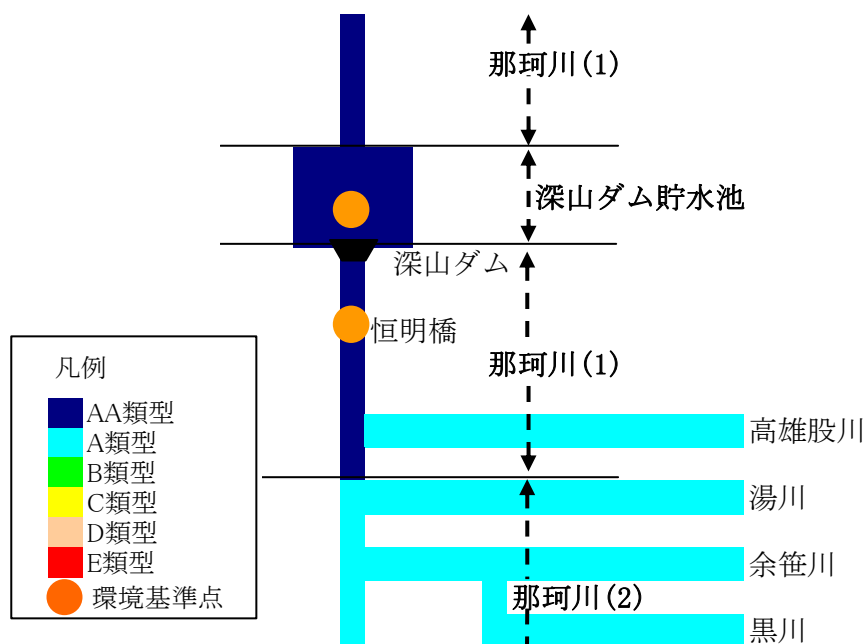 那珂川(1)
深山ダム貯水池
深山ダム
恒明橋
那珂川(1)
高雄股川
湯川
余笹川
那珂川(2)
黒川
凡例
AA類型
A類型
B類型
C類型
D類型
E類型
環境基準点